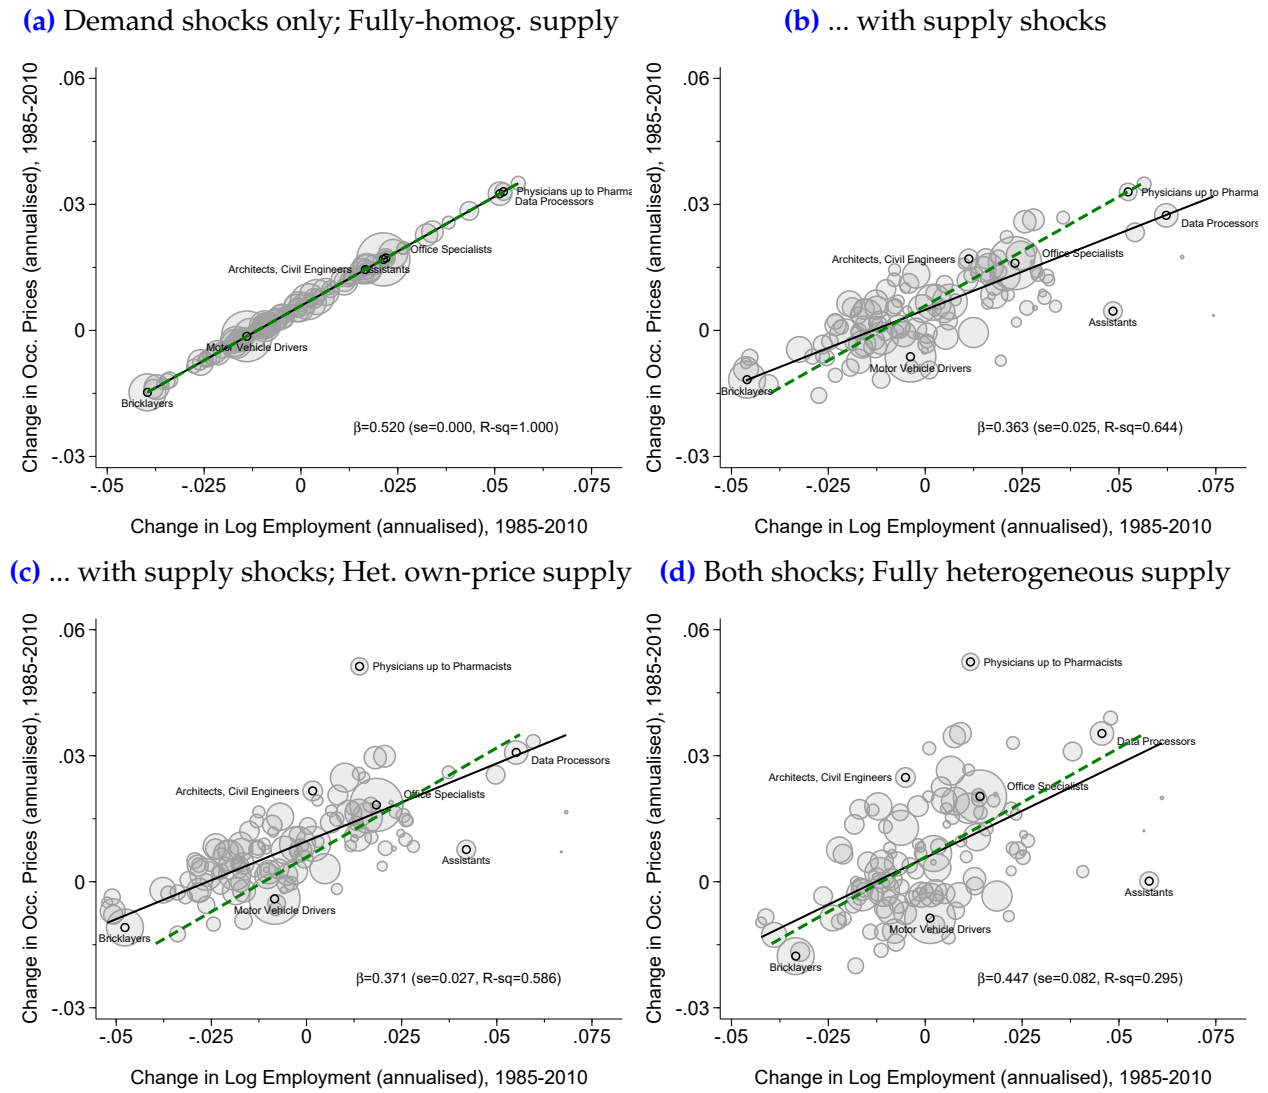 (a) Demand shocks only; Fully-homog. supply
Change in Occ. Prices (annualised), 1985-2010
.06
.03
0
-.03
Physicians up to Pharma
Data Processors
Office Specialists
Architects, Civil Engineers
Assistants
Motor Vehicle Drivers
Bricklayers
β=0.520 (se=0.000, R-sq=1.000)
-.05 -.025 0 .025 .05 .075
Change in Log Employment (annualised), 1985-2010
(b) ... with supply shocks
Change in Occ. Prices (annualised), 1985-2010
.06
.03
0
-.03
Physicians up to Pharma
Data Processors
Office Specialists
Architects, Civil Engineers
Assistants
Motor Vehicle Drivers
Bricklayers
β=0.363 (se=0.025, R-sq=0.644)
-.05 -.025 0 .025 .05 .075
Change in Log Employment (annualised), 1985-2010
(c) ... with supply shocks; Het. own-price supply
Change in Occ. Prices (annualised), 1985-2010
.06
.03
0
-.03
Physicians up to Pharmacists
Data Processors
Architects, Civil Engineers
Office Specialists
Assistants
Motor Vehicle Drivers
Bricklayers
β=0.371 (se=0.027, R-sq=0.586)
-.05 -.025 0 .025 .05 .075
Change in Log Employment (annualised), 1985-2010
(d) Both shocks; Fully heterogeneous supply
Change in Occ. Prices (annualised), 1985-2010
.06
.03
0
-.03
Physicians up to Pharmacists
Data Processors
Architects, Civil Engineers
Office Specialists
Assistants
Motor Vehicle Drivers
Bricklayers
β=0.447 (se=0.082, R-sq=0.295)
-.05 -.025 0 .025 .05 .075
Change in Log Employment (annualised), 1985-2010